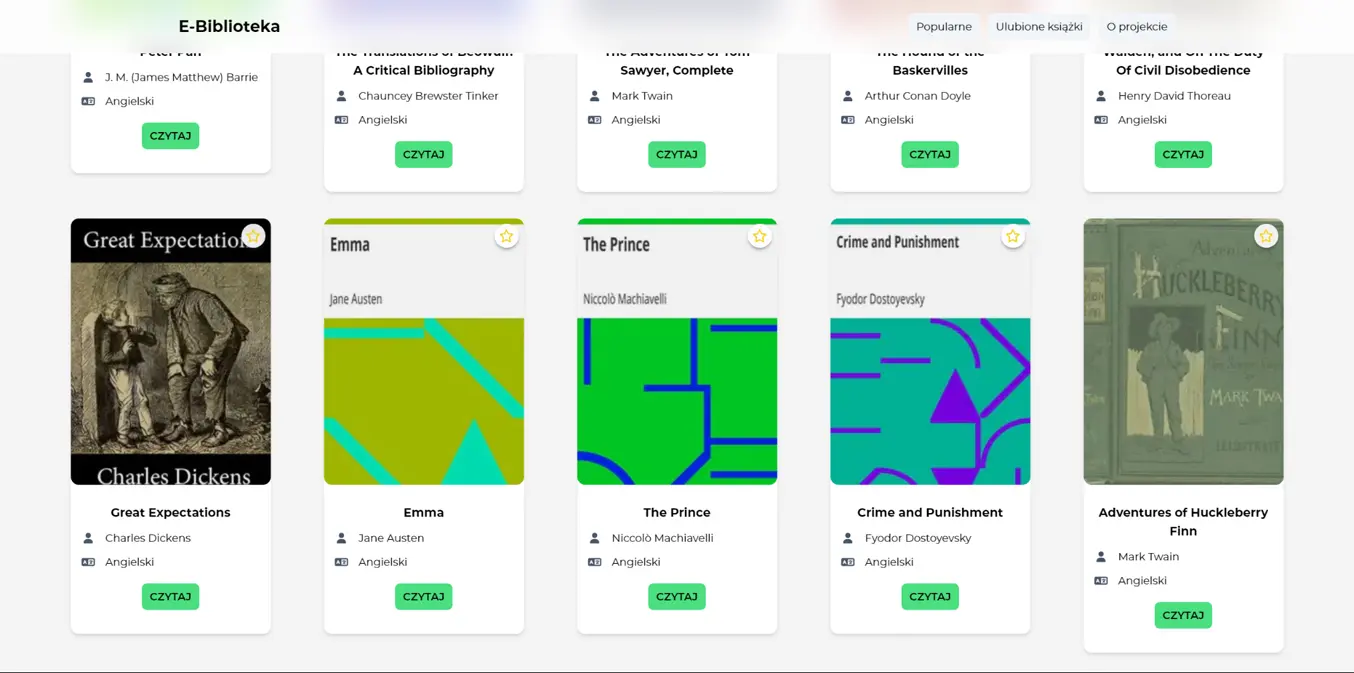 E-Biblioteka
Popularne
Ulubione książki
O projekcie
Peter Pan
J. M. (James Matthew) Barrie
Angielski
CZYTAJ
The Translations of Beowulf:
A Critical Bibliography
Chauncey Brewster Tinker
Angielski
CZYTAJ
The Adventures of Tom
Sawyer, Complete
Mark Twain
Angielski
CZYTAJ
The Hound of the
Baskervilles
Arthur Conan Doyle
Angielski
CZYTAJ
Walden, and On The Duty
Of Civil Disobedience
Henry David Thoreau
Angielski
CZYTAJ
Great Expectation
Charles Dickens
Great Expectations
Charles Dickens
Angielski
CZYTAJ
Emma
Jane Austen
Emma
Jane Austen
Angielski
CZYTAJ
The Prince
Niccolò Machiavelli
The Prince
Niccolò Machiavelli
Angielski
CZYTAJ
Crime and Punishment
Fyodor Dostoyevsky
Crime and Punishment
Fyodor Dostoyevsky
Angielski
CZYTAJ
HUCKLEBERRY
FINN
MARK TWA
Adventures of Huckleberry
Finn
Mark Twain
Angielski
CZYTAJ